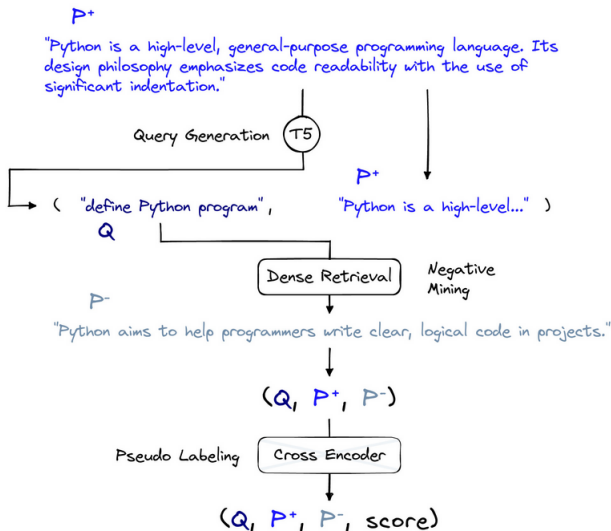 P+
"Python is a high-level, general-purpose programming language. Its
design philosophy emphasizes code readability with the use of
significant indentation."
Query Generation T5
P+
( "define Python program", "Python is a high-level..." )
Q
Dense Retrieval Negative
Mining
P-
"Python aims to help programmers write clear, logical code in projects."
(Q, P+, P-)
Pseudo Labeling Cross Encoder
(Q, P+, P-, score)